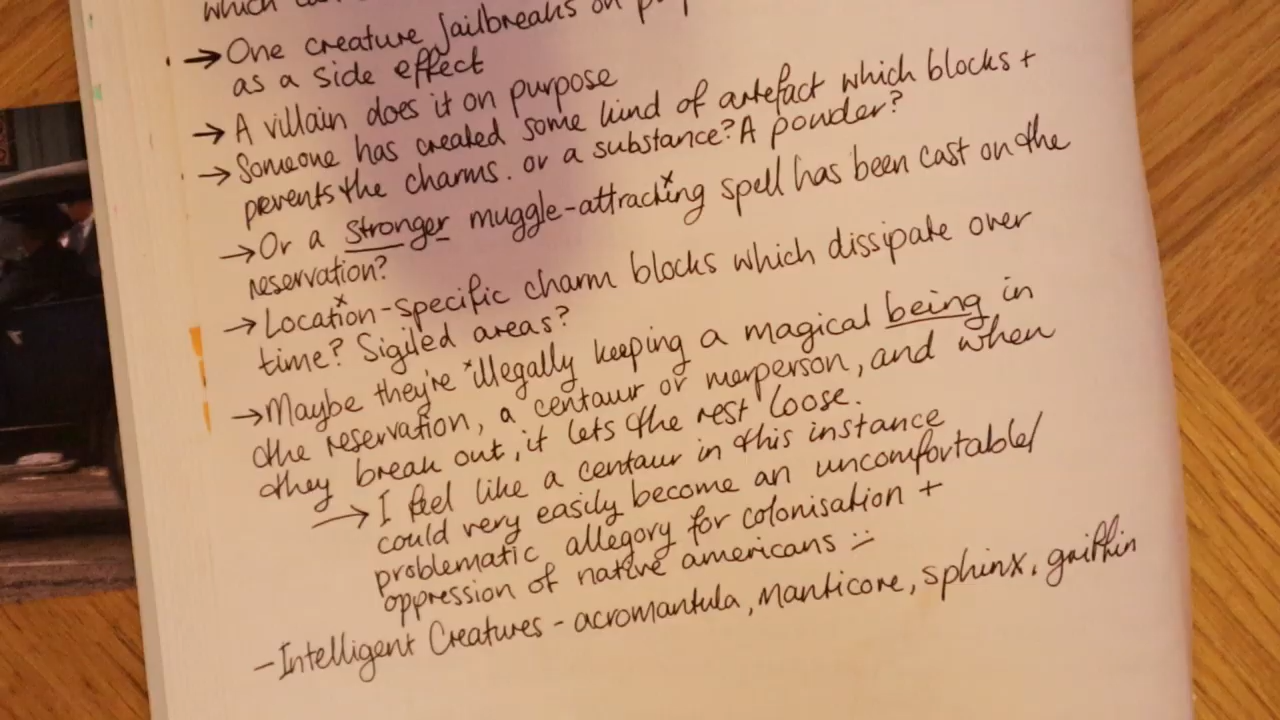 which
→ One creature jailbreaks on
as a side effect
→ A villain does it on purpose
→ Someone has created some kind of artefact which blocks +
prevents the charms. or a substance? A powder?
→ Or a stronger muggle-attracting spell has been cast on the
reservation?
→ Location-specific charm blocks which dissipate over
time? Sigiled areas?
→ Maybe they're illegally keeping a magical being in
the reservation, a centaur or merperson, and when
they break out, it lets the rest loose.
→ I feel like a centaur in this instance
could very easily become an uncomfortable/
problematic allegory for colonisation +
oppression of native americans :-
- Intelligent Creatures - acromantula, manticore, sphinx, griffin